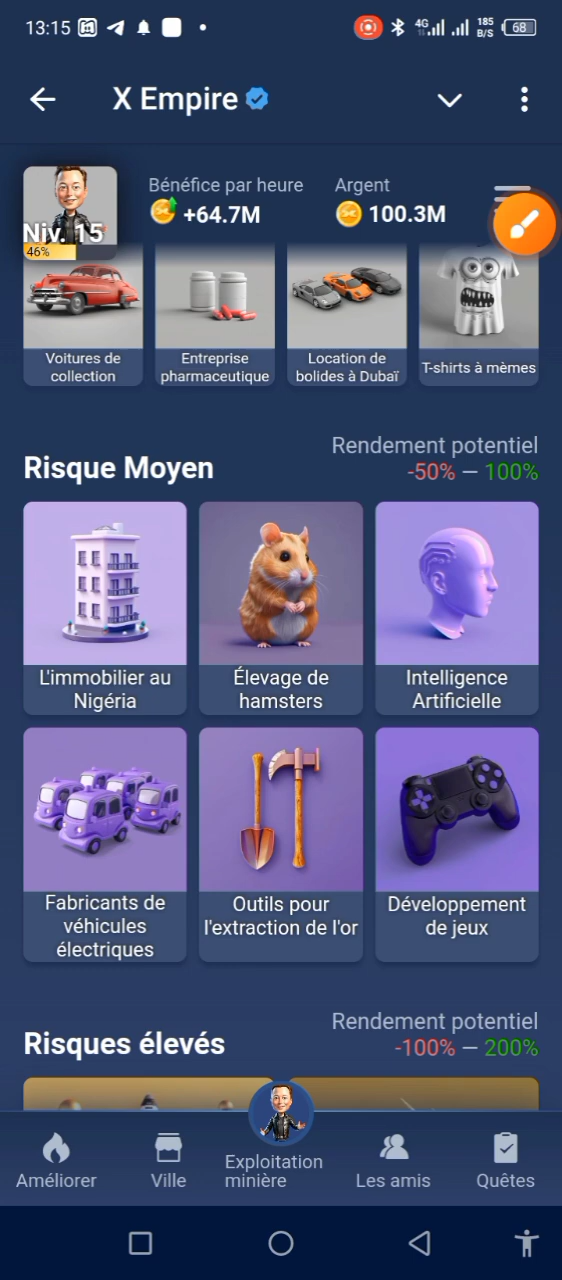 13:15
4G
185
B/S
68
X Empire
Bénéfice par heure
Argent
+64.7M
100.3M
Niv. 15
46%
Voitures de
collection
Entreprise
pharmaceutique
Location de
bolides à Dubaï
T-shirts à mèmes
Risque Moyen
Rendement potentiel
-50% — 100%
L'immobilier au
Nigéria
Élevage de
hamsters
Intelligence
Artificielle
Fabricants de
véhicules
électriques
Outils pour
l'extraction de l'or
Développement
de jeux
Risques élevés
Rendement potentiel
-100% — 200%
Améliorer
Ville
Exploitation
minière
Les amis
Quêtes